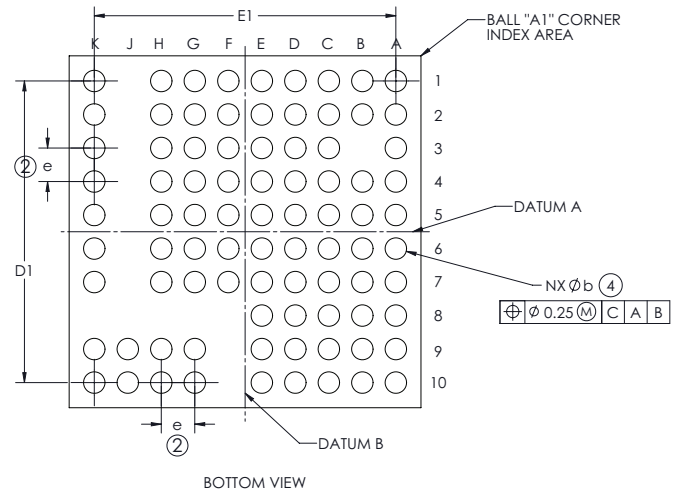 E1
BALL "A1" CORNER
INDEX AREA
K J H G F E D C B A
1
2
3
② e
4
5
DATUM A
6
D1
NX Øb ④
7
⌖ Ø 0.25 Ⓜ C A B
8
9
10
e
②
DATUM B
BOTTOM VIEW